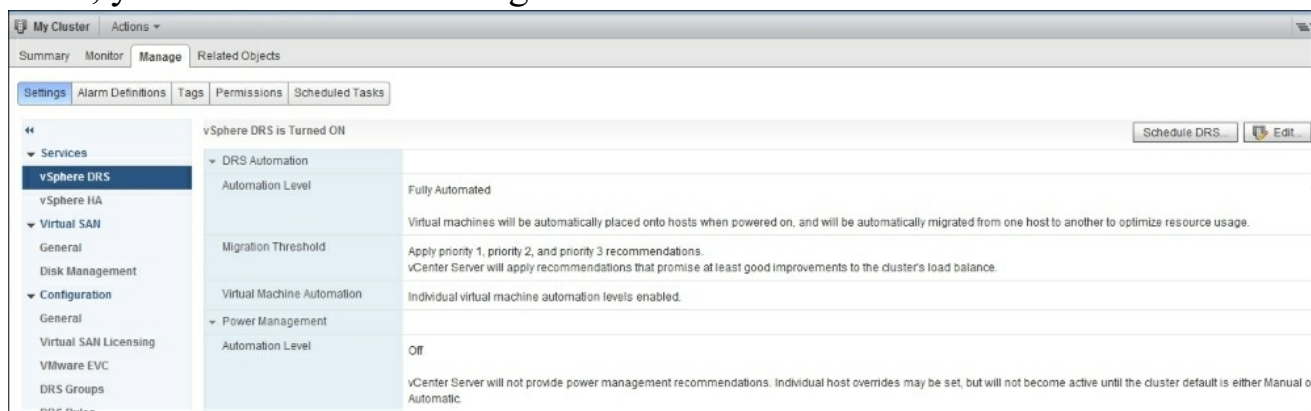 My Cluster Actions
Summary Monitor Manage Related Objects
Settings Alarm Definitions Tags Permissions Scheduled Tasks
vSphere DRS is Turned ON Schedule DRS... Edit...
Services
vSphere DRS
vSphere HA
Virtual SAN
General
Disk Management
Configuration
General
Virtual SAN Licensing
VMware EVC
DRS Groups
DRS Automation
Automation Level
Fully Automated
Virtual machines will be automatically placed onto hosts when powered on, and will be automatically migrated from one host to another to optimize resource usage.
Migration Threshold
Apply priority 1, priority 2, and priority 3 recommendations.
vCenter Server will apply recommendations that promise at least good improvements to the cluster's load balance.
Virtual Machine Automation
Individual virtual machine automation levels enabled.
Power Management
Automation Level
Off
vCenter Server will not provide power management recommendations. Individual host overrides may be set, but will not become active until the cluster default is either Manual o
Automatic.